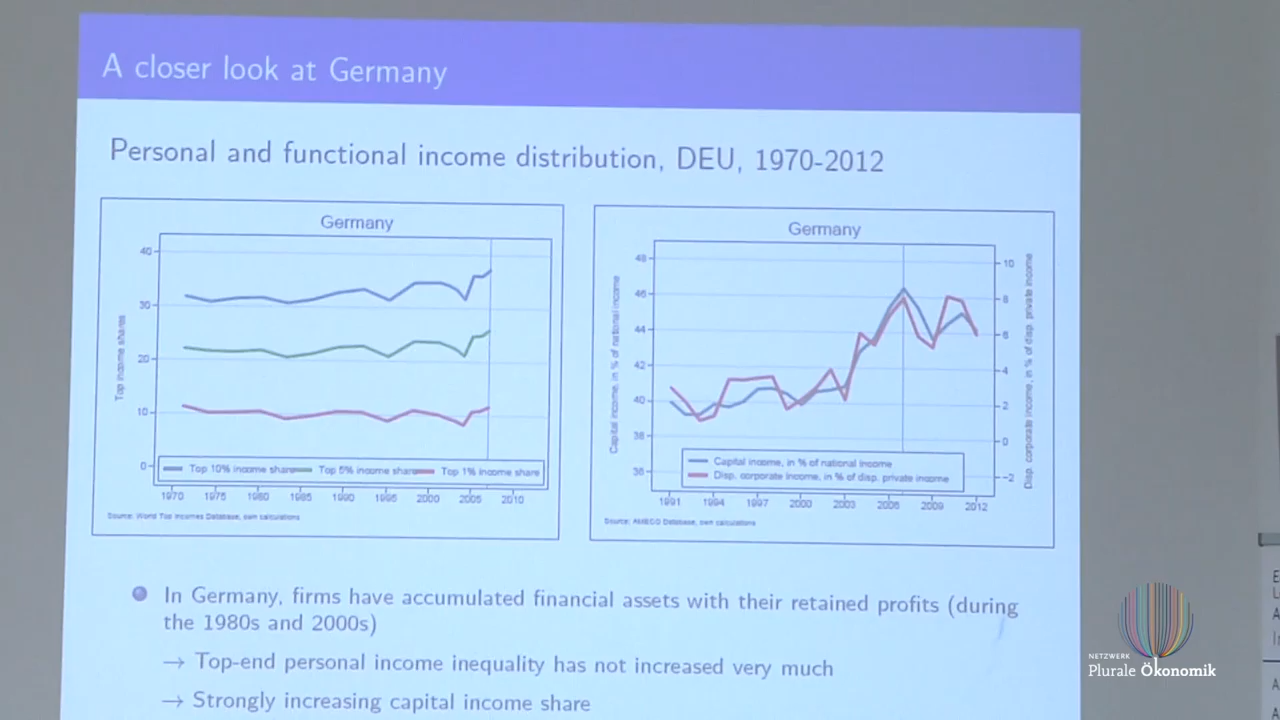 A closer look at Germany
Personal and functional income distribution, DEU, 1970-2012
Germany
40
30
20
10
0
Top income shares
Top 10% income share
Top 5% income share
Top 1% income share
1970 1975 1980 1985 1990 1995 2000 2005 2010
Source: World Top Incomes Database, own calculations
Germany
48
46
44
42
40
38
36
Capital income, in % of national income
10
8
6
4
2
0
-2
Disp. corporate income, in % of disp. private income
Capital income, in % of national income
Disp. corporate income, in % of disp. private income
1991 1994 1997 2000 2003 2006 2009 2012
Source: AMECO Database, own calculations
In Germany, firms have accumulated financial assets with their retained profits (during
the 1980s and 2000s)
→ Top-end personal income inequality has not increased very much
→ Strongly increasing capital income share
NETZWERK
Plurale Ökonomik